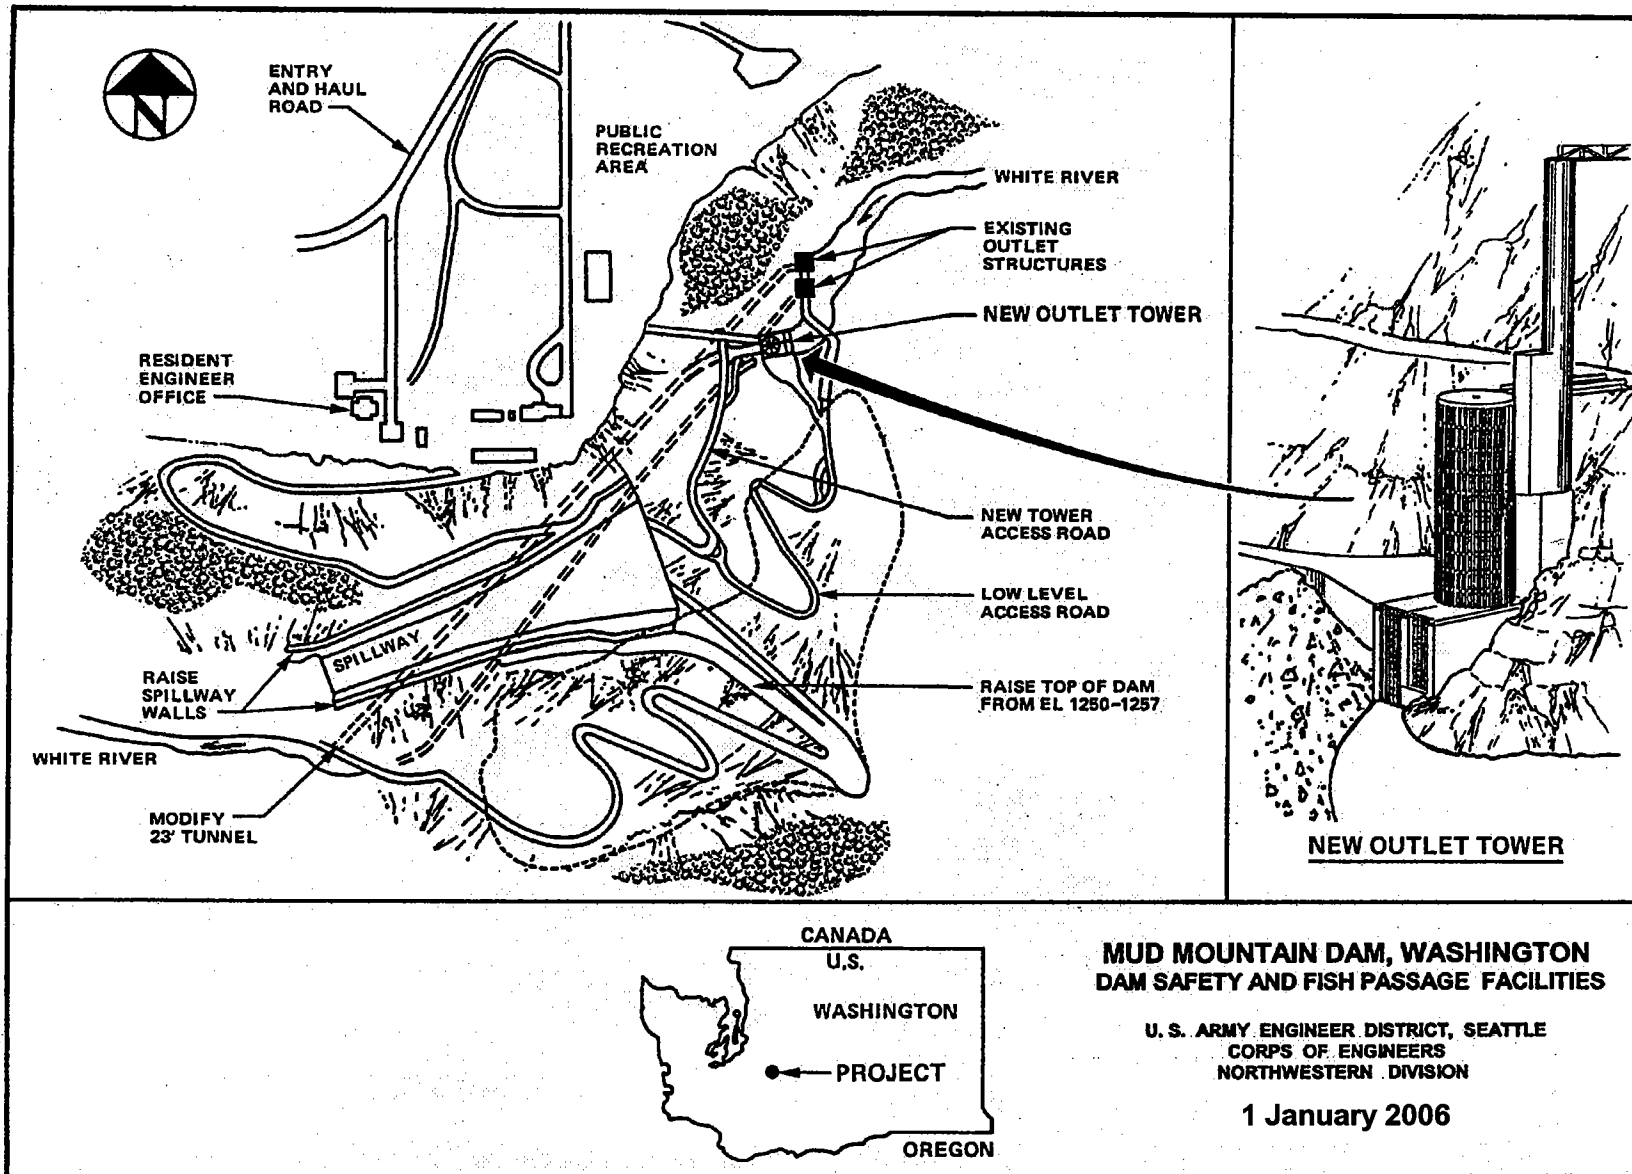 N
ENTRY
AND HAUL
ROAD
PUBLIC
RECREATION
AREA
WHITE RIVER
EXISTING
OUTLET
STRUCTURES
NEW OUTLET TOWER
RESIDENT
ENGINEER
OFFICE
NEW TOWER
ACCESS ROAD
LOW LEVEL
ACCESS ROAD
SPILLWAY
RAISE
SPILLWAY
WALLS
RAISE TOP OF DAM
FROM EL 1250-1257
WHITE RIVER
MODIFY
23' TUNNEL
NEW OUTLET TOWER
CANADA
U.S.
WASHINGTON
PROJECT
OREGON
MUD MOUNTAIN DAM, WASHINGTON
DAM SAFETY AND FISH PASSAGE FACILITIES
U. S. ARMY ENGINEER DISTRICT, SEATTLE
CORPS OF ENGINEERS
NORTHWESTERN DIVISION
1 January 2006